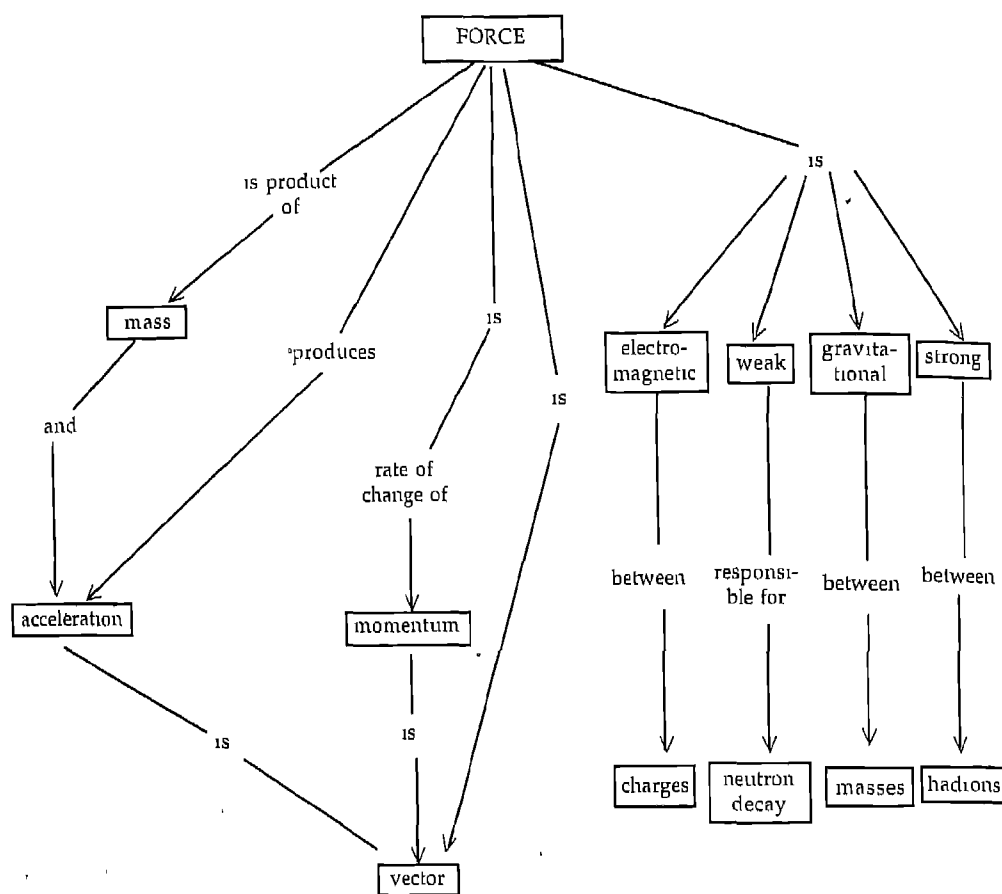 FORCE
is
is product
of
mass
produces
is
is
electro-
magnetic
weak
gravita-
tional
strong
and
rate of
change of
between
responsi-
ble for
between
between
acceleration
momentum
is
is
charges
neutron
decay
masses
hadions
vector